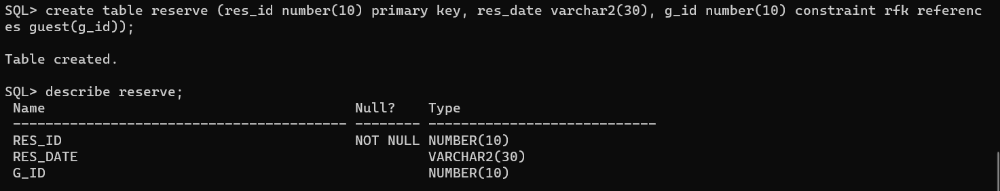 SQL> create table reserve (res_id number(10) primary key, res_date varchar2(30), g_id number(10) constraint rfk referenc
es guest(g_id));
Table created.
SQL> describe reserve;
 Name                                      Null?    Type
 ----------------------------------------- -------- ----------------------------
 RES_ID                                    NOT NULL NUMBER(10)
 RES_DATE                                           VARCHAR2(30)
 G_ID                                               NUMBER(10)